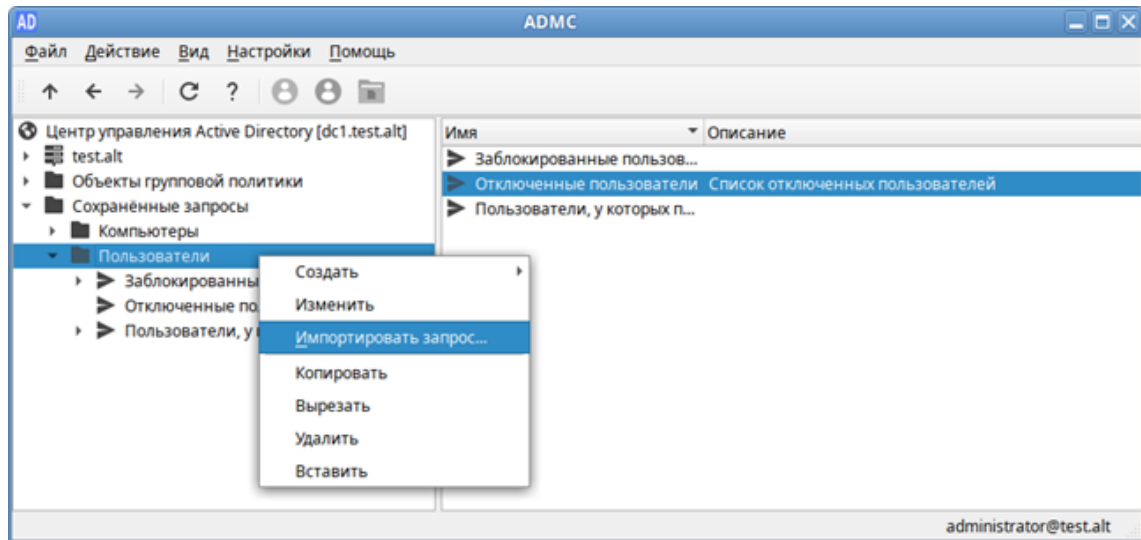 AD ADMC
Файл Действие Вид Настройки Помощь
?
Центр управления Active Directory [dc1.test.alt]
test.alt
Объекты групповой политики
Сохранённые запросы
Компьютеры
Пользователи
Заблокированны
Отключенные по
Пользователи, у
Создать
Изменить
Импортировать запрос...
Копировать
Вырезать
Удалить
Вставить
Имя Описание
Заблокированные пользов...
Отключенные пользователи Список отключенных пользователей
Пользователи, у которых п...
administrator@test.alt